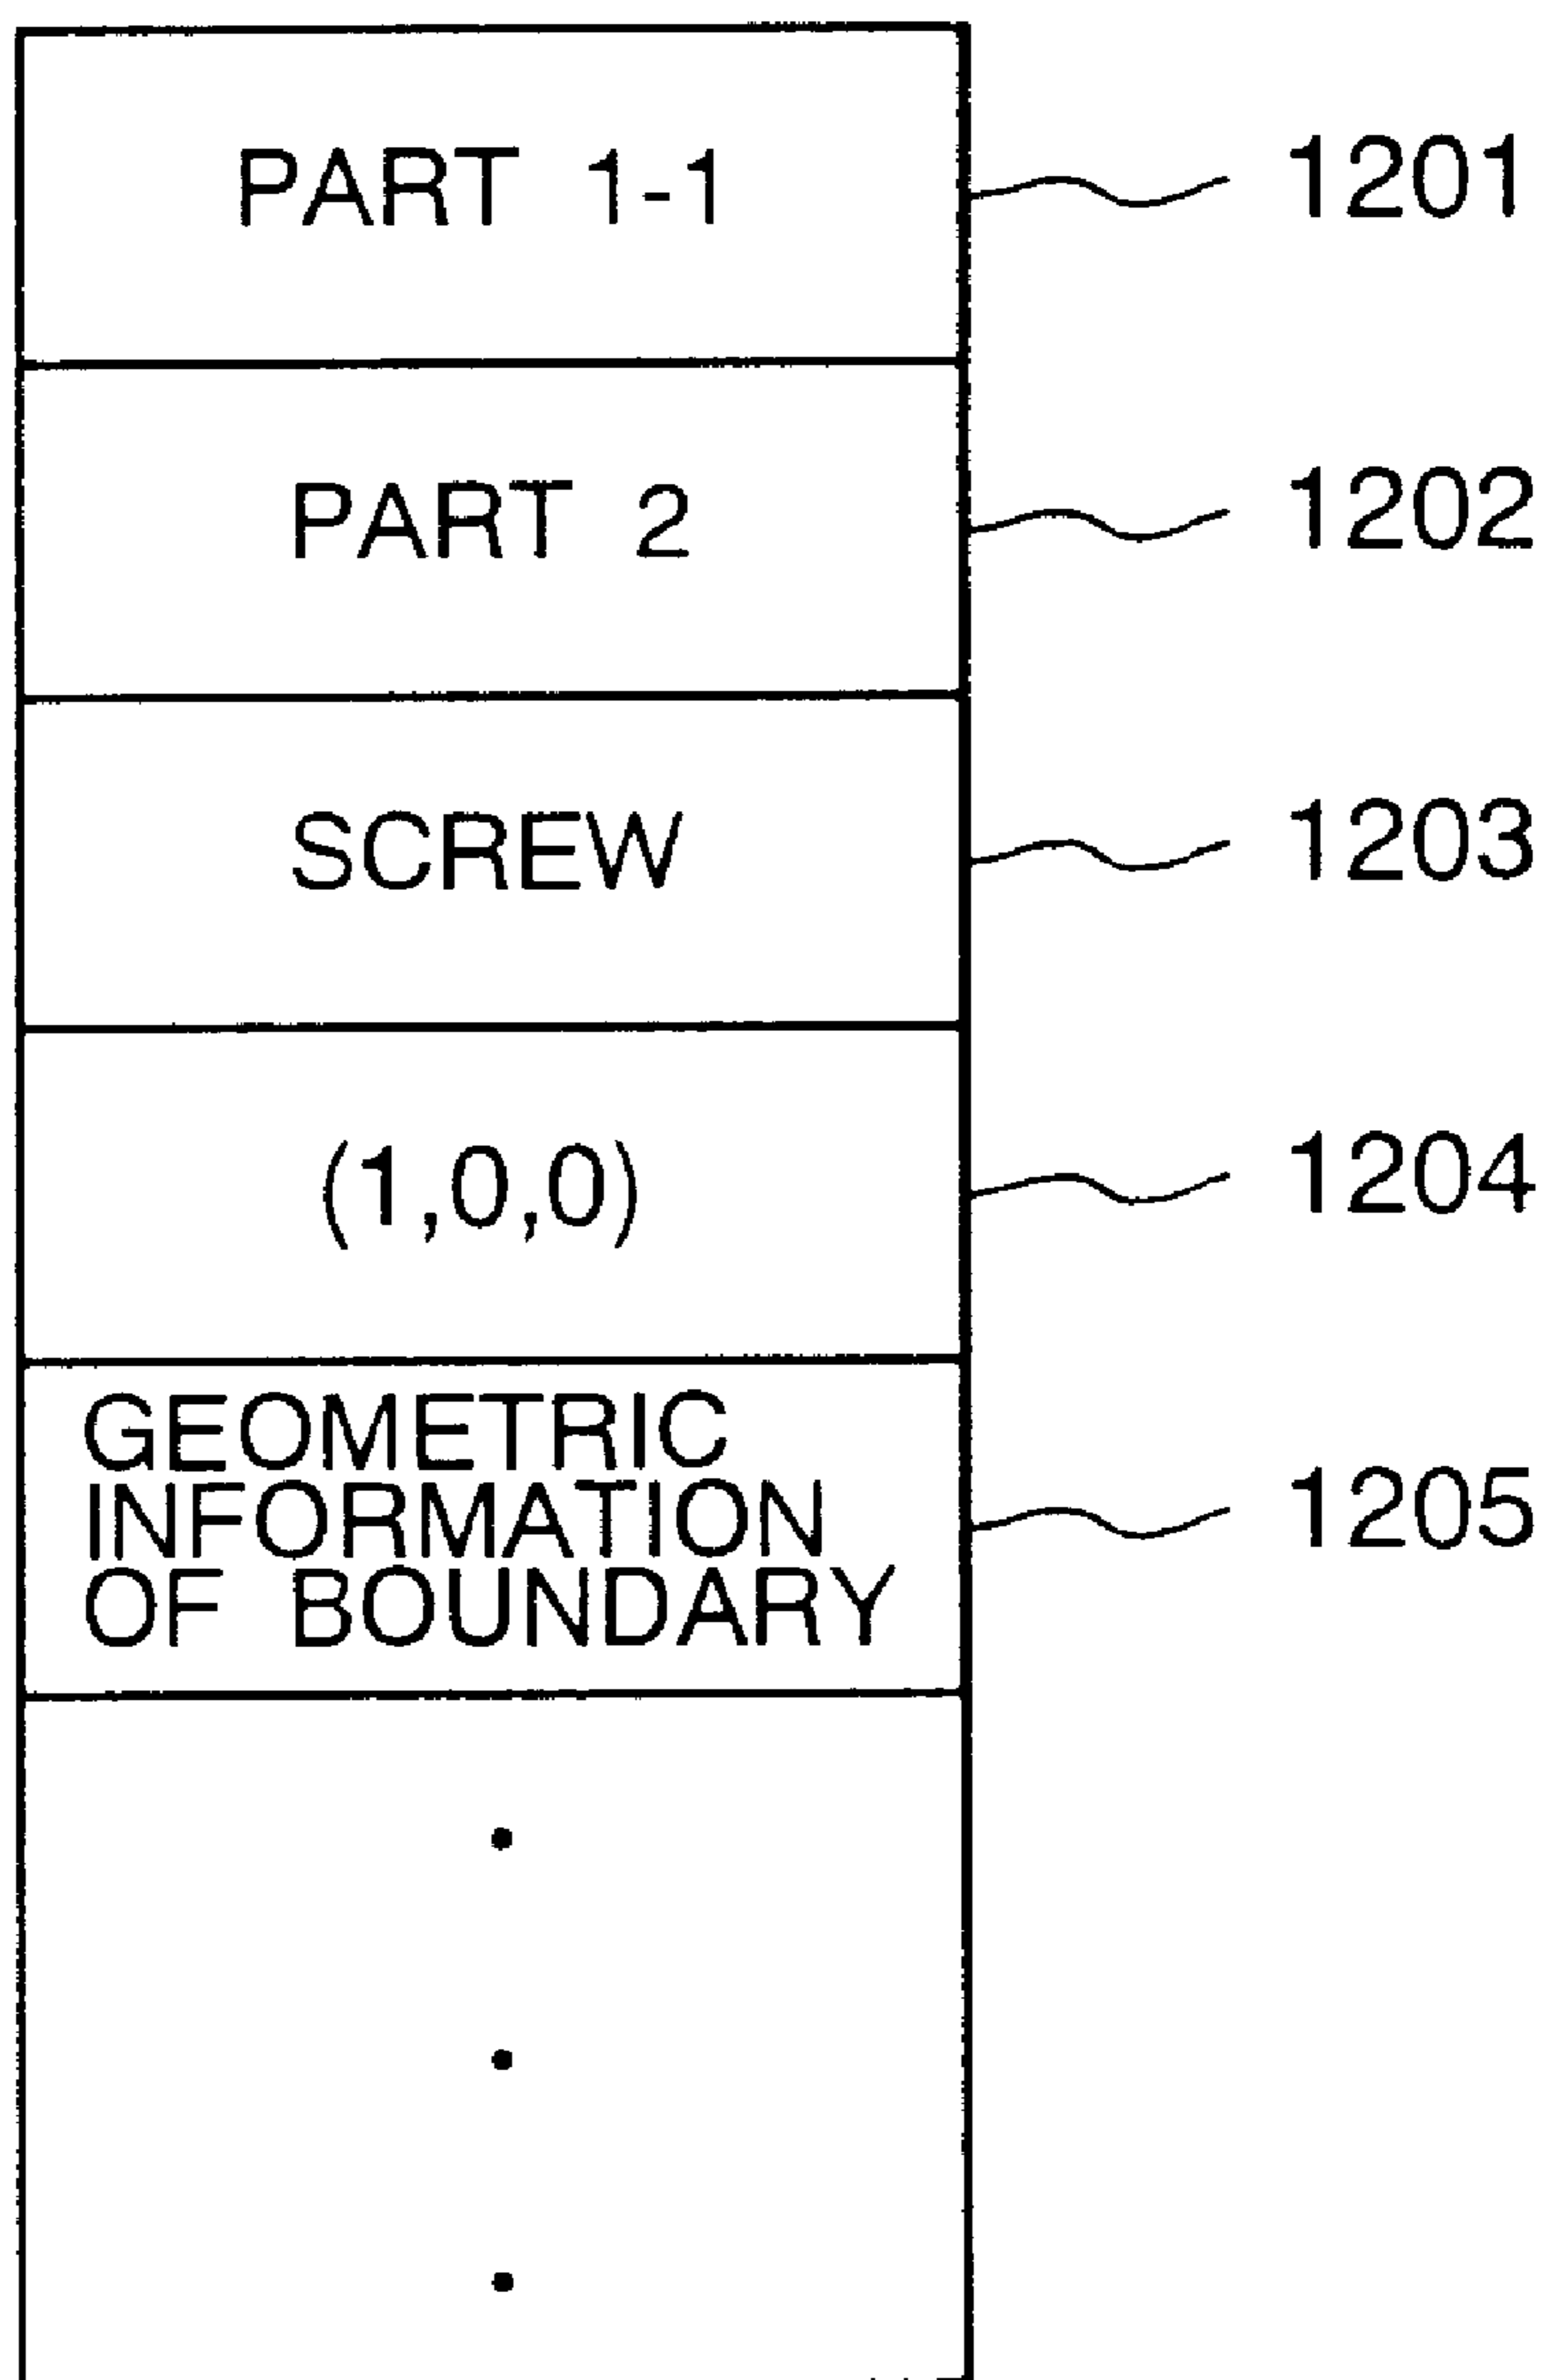 PART 1-1 1201
PART 2 1202
SCREW 1203
(1,0,0) 1204
GEOMETRIC
INFORMATION 1205
OF BOUNDARY